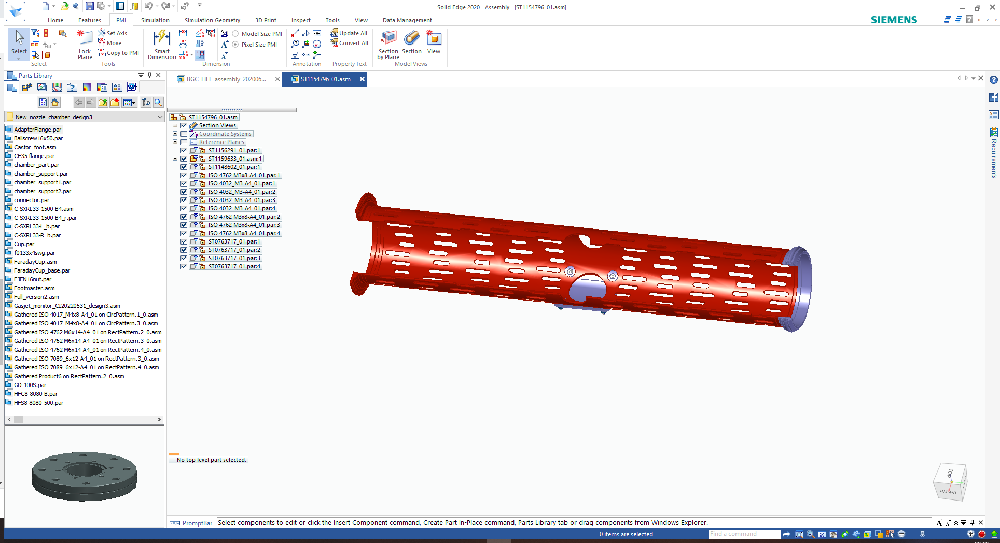 Solid Edge 2020 - Assembly - [ST1154796_01.asm]
Home Features PMI Simulation Simulation Geometry 3D Print Inspect Tools View Data Management
SIEMENS
Select
Select
Lock Plane
Set Axis
Move
Copy to PMI
Tools
Smart Dimension
Model Size PMI
Pixel Size PMI
Dimension
Annotation
Update All
Convert All
Property Text
Section by Plane
Section
View
Model Views
Parts Library
BGC_HEL_assembly_202006...
ST1154796_01.asm
New_nozzle_chamber_design3
AdapterFlange.par
Ballscrew16x50.par
Castor_foot.asm
CF35 flange.par
chamber_part.par
chamber_support.par
chamber_support1.par
chamber_support2.par
connector.par
C-SXRL33-1500-B4.asm
C-SXRL33-1500-B4_r.par
C-SXRL33-L_b.par
C-SXRL33-R_b.par
Cup.par
f0133x4swg.par
FaradayCup.asm
FaradayCup_base.par
FJFN16nut.par
Footmaster.asm
Full_version2.asm
Gasjet_monitor_CI20220531_design3.asm
Gathered ISO 4017_M4x8-A4_01 on CircPattern.1_0.asm
Gathered ISO 4017_M4x8-A4_01 on CircPattern.3_0.asm
Gathered ISO 4762 M6x14-A4_01 on RectPattern.2_0.asm
Gathered ISO 4762 M6x14-A4_01 on RectPattern.3_0.asm
Gathered ISO 4762 M6x14-A4_01 on RectPattern.4_0.asm
Gathered ISO 7089_6x12-A4_01 on RectPattern.3_0.asm
Gathered ISO 7089_6x12-A4_01 on RectPattern.4_0.asm
Gathered Product6 on RectPattern.2_0.asm
GD-100S.par
HFC8-8080-B.par
HFS8-8080-500.par
ST1154796_01.asm
Section Views
Coordinate Systems
Reference Planes
ST1156291_01.par:1
ST1159633_01.asm:1
ST1148602_01.par:1
ISO 4762 M3x8-A4_01.par:1
ISO 4032_M3-A4_01.par:1
ISO 4032_M3-A4_01.par:2
ISO 4032_M3-A4_01.par:3
ISO 4032_M3-A4_01.par:4
ISO 4762 M3x8-A4_01.par:2
ISO 4762 M3x8-A4_01.par:3
ISO 4762 M3x8-A4_01.par:4
ST0763717_01.par:1
ST0763717_01.par:2
ST0763717_01.par:3
ST0763717_01.par:4
No top level part selected.
Requirements
TOP
RIGHT
PromptBar
Select components to edit or click the Insert Component command, Create Part In-Place command, Parts Library tab or drag components from Windows Explorer.
0 items are selected
Find a command